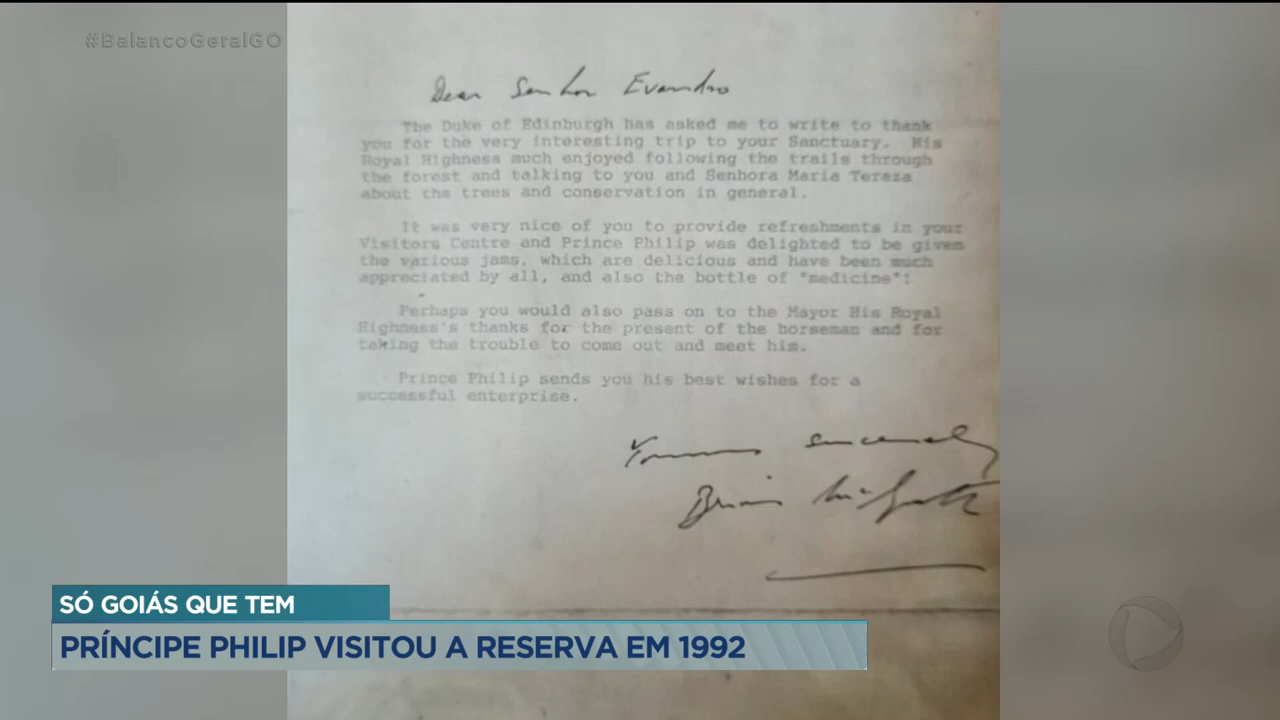 #BalancoGeralGO
Dear Senhor Evandro
The Duke of Edinburgh has asked me to write to thank
you for the very interesting trip to your Sanctuary. His
Royal Highness much enjoyed following the trails through
the forest and talking to you and Senhora Maria Tereza
about the trees and conservation in general.
It was very nice of you to provide refreshments in your
Visitors Centre and Prince Philip was delighted to be given
the various jams, which are delicious and have been much
appreciated by all, and also the bottle of "medicine"!
Perhaps you would also pass on to the Mayor His Royal
Highness's thanks for the present of the horseman and for
taking the trouble to come out and meet him.
Prince Philip sends you his best wishes for a
successful enterprise.
Yours sincerely
Brian
SÓ GOIÁS QUE TEM
PRÍNCIPE PHILIP VISITOU A RESERVA EM 1992